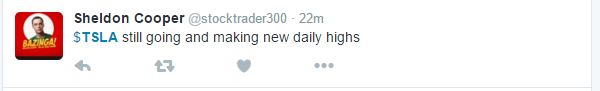 Sheldon Cooper @stocktrader300 · 22m
$TSLA still going and making new daily highs
BAZINGA!